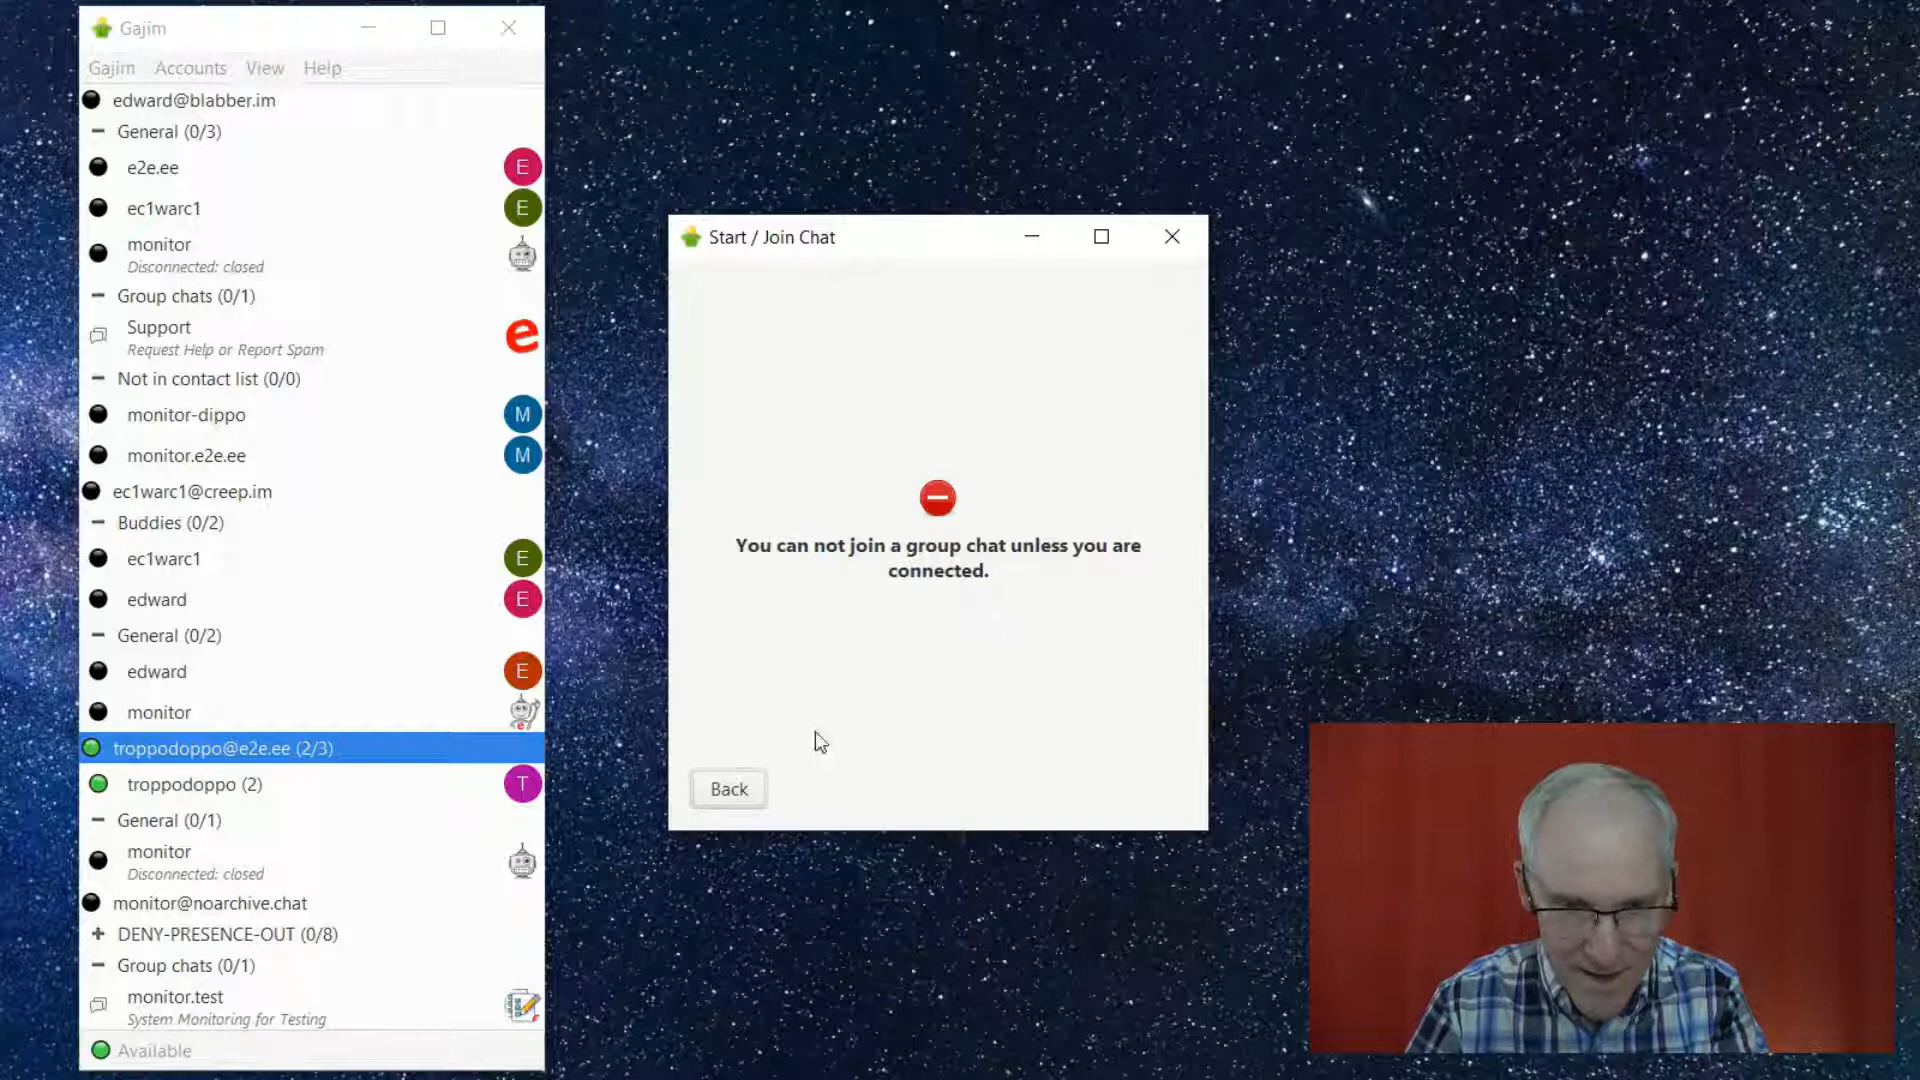 Gajim
Gajim Accounts View Help
edward@blabber.im
General (0/3)
e2e.ee
E
ec1warc1
E
monitor
Disconnected: closed
Group chats (0/1)
Support
Request Help or Report Spam
e
Not in contact list (0/0)
monitor-dippo
M
monitor.e2e.ee
M
ec1warc1@creep.im
Buddies (0/2)
ec1warc1
E
edward
E
General (0/2)
edward
E
monitor
troppodoppo@e2e.ee (2/3)
troppodoppo (2)
T
General (0/1)
monitor
Disconnected: closed
monitor@noarchive.chat
DENY-PRESENCE-OUT (0/8)
Group chats (0/1)
monitor.test
System Monitoring for Testing
Available
Start / Join Chat
You can not join a group chat unless you are
connected.
Back